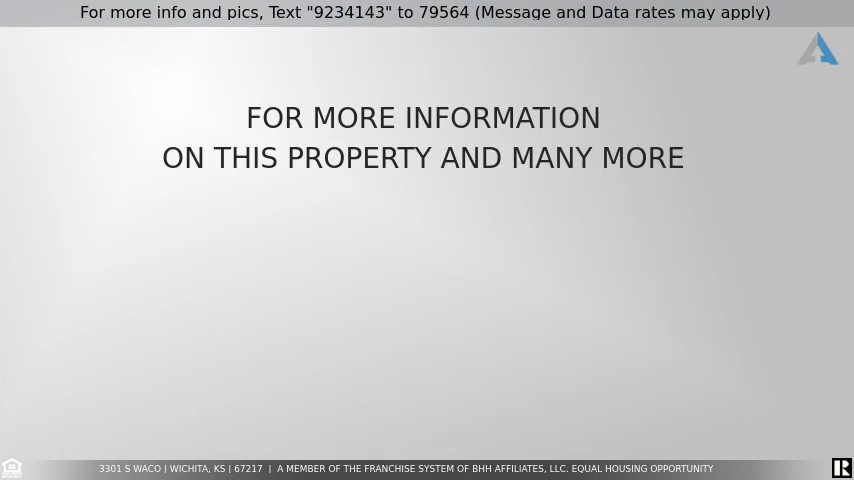 For more info and pics, Text "9234143" to 79564 (Message and Data rates may apply)
FOR MORE INFORMATION
ON THIS PROPERTY AND MANY MORE
3301 S WACO | WICHITA, KS | 67217 | A MEMBER OF THE FRANCHISE SYSTEM OF BHH AFFILIATES, LLC. EQUAL HOUSING OPPORTUNITY